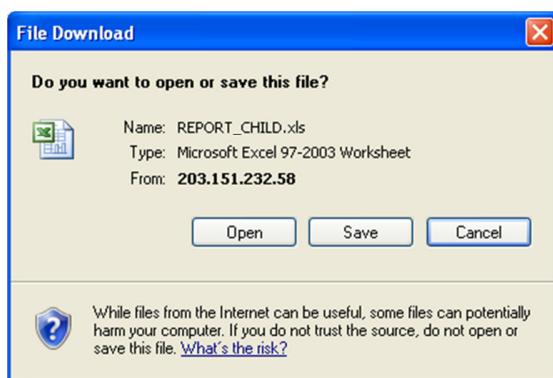 File Download
Do you want to open or save this file?
Name: REPORT_CHILD.xls
Type: Microsoft Excel 97-2003 Worksheet
From: 203.151.232.58
Open Save Cancel
While files from the Internet can be useful, some files can potentially
harm your computer. If you do not trust the source, do not open or
save this file. What's the risk?